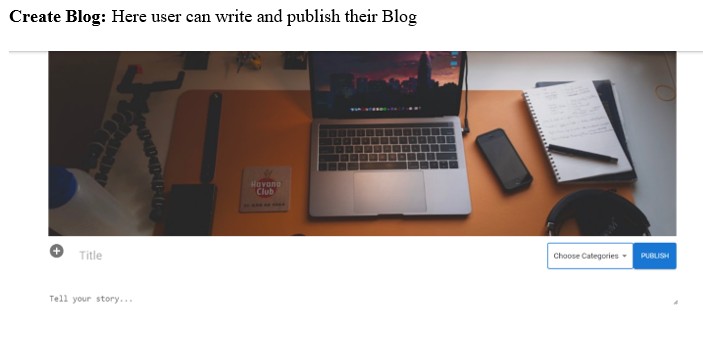 Create Blog: Here user can write and publish their Blog
Havana
Club
Title
Choose Categories
PUBLISH
Tell your story...